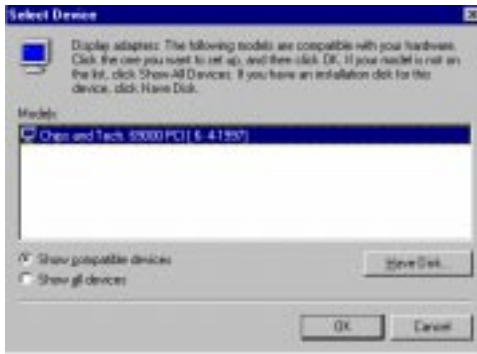 Select Device
Display adapters: The following models are compatible with your hardware.
Click the one you want to set up, and then click OK. If your model is not on
the list, click Show All Devices. If you have an installation disk for this
device, click Have Disk.
Models:
Chips and Tech. 69000 PCI [ 6- 4-1997]
Show compatible devices
Show all devices
Have Disk...
OK
Cancel